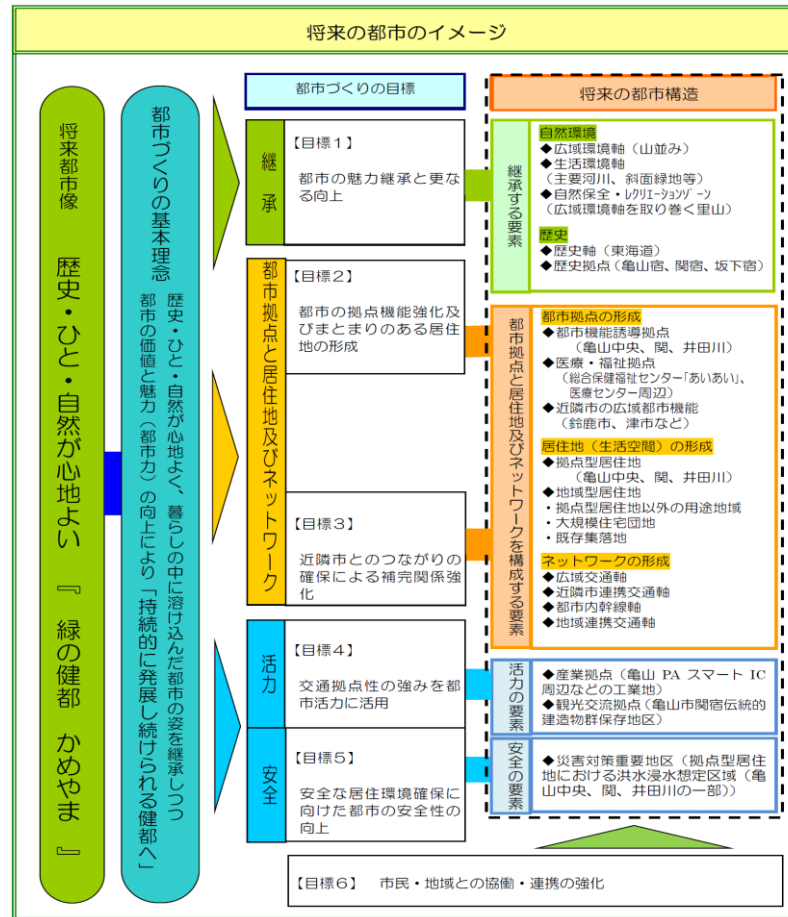 将来の都市のイメージ
将来都市像　歴史・ひと・自然が心地よい『緑の健都　かめやま』
都市づくりの基本理念
歴史・ひと・自然が心地よく、暮らしの中に溶け込んだ都市の姿を継承しつつ
都市の価値と魅力（都市力）の向上により「持続的に発展し続けられる健都へ」
都市づくりの目標
継承
【目標１】
都市の魅力継承と更な
る向上
都市拠点と居住地及びネットワーク
【目標２】
都市の拠点機能強化及
びまとまりのある居住
地の形成
【目標３】
近隣市とのつながりの
確保による補完関係強
化
活力
【目標４】
交通拠点性の強みを都
市活力に活用
安全
【目標５】
安全な居住環境確保に
向けた都市の安全性の
向上
【目標６】　市民・地域との協働・連携の強化
将来の都市構造
継承する要素
自然環境
◆広域環境軸（山並み）
◆生活環境軸
（主要河川、斜面緑地等）
◆自然保全・ﾚｸﾘｴｰｼｮﾝｿﾞｰﾝ
（広域環境軸を取り巻く里山）
歴史
◆歴史軸（東海道）
◆歴史拠点（亀山宿、関宿、坂下宿）
都市拠点と居住地及びネットワークを構成する要素
都市拠点の形成
◆都市機能誘導拠点
（亀山中央、関、井田川）
◆医療・福祉拠点
（総合保健福祉センター「あいあい」、
医療センター周辺）
◆近隣市の広域都市機能
（鈴鹿市、津市など）
居住地（生活空間）の形成
◆拠点型居住地
（亀山中央、関、井田川）
◆地域型居住地
・拠点型居住地以外の用途地域
・大規模住宅団地
・既存集落地
ネットワークの形成
◆広域交通軸
◆近隣市連携交通軸
◆都市内幹線軸
◆地域連携交通軸
活力の要素
◆産業拠点（亀山 PA スマート IC
周辺などの工業地）
◆観光交流拠点（亀山市関宿伝統的
建造物群保存地区）
安全の要素
◆災害対策重要地区（拠点型居住
地における洪水浸水想定区域（亀
山中央、関、井田川の一部））